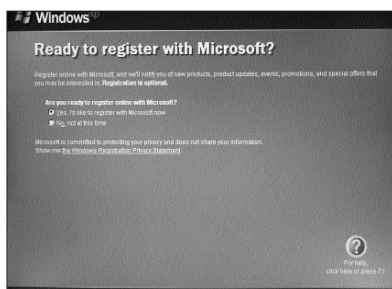 Windows xp
Ready to register with Microsoft?
Register online with Microsoft, and we'll notify you of new products, product updates, events, promotions, and special offers that
you may be interested in. Registration is optional.
Are you ready to register online with Microsoft?
Yes, I'd like to register with Microsoft now
No, not at this time
Microsoft is committed to protecting your privacy and does not share your information.
Show me the Windows Registration Privacy Statement.
For help,
click here or press F1.